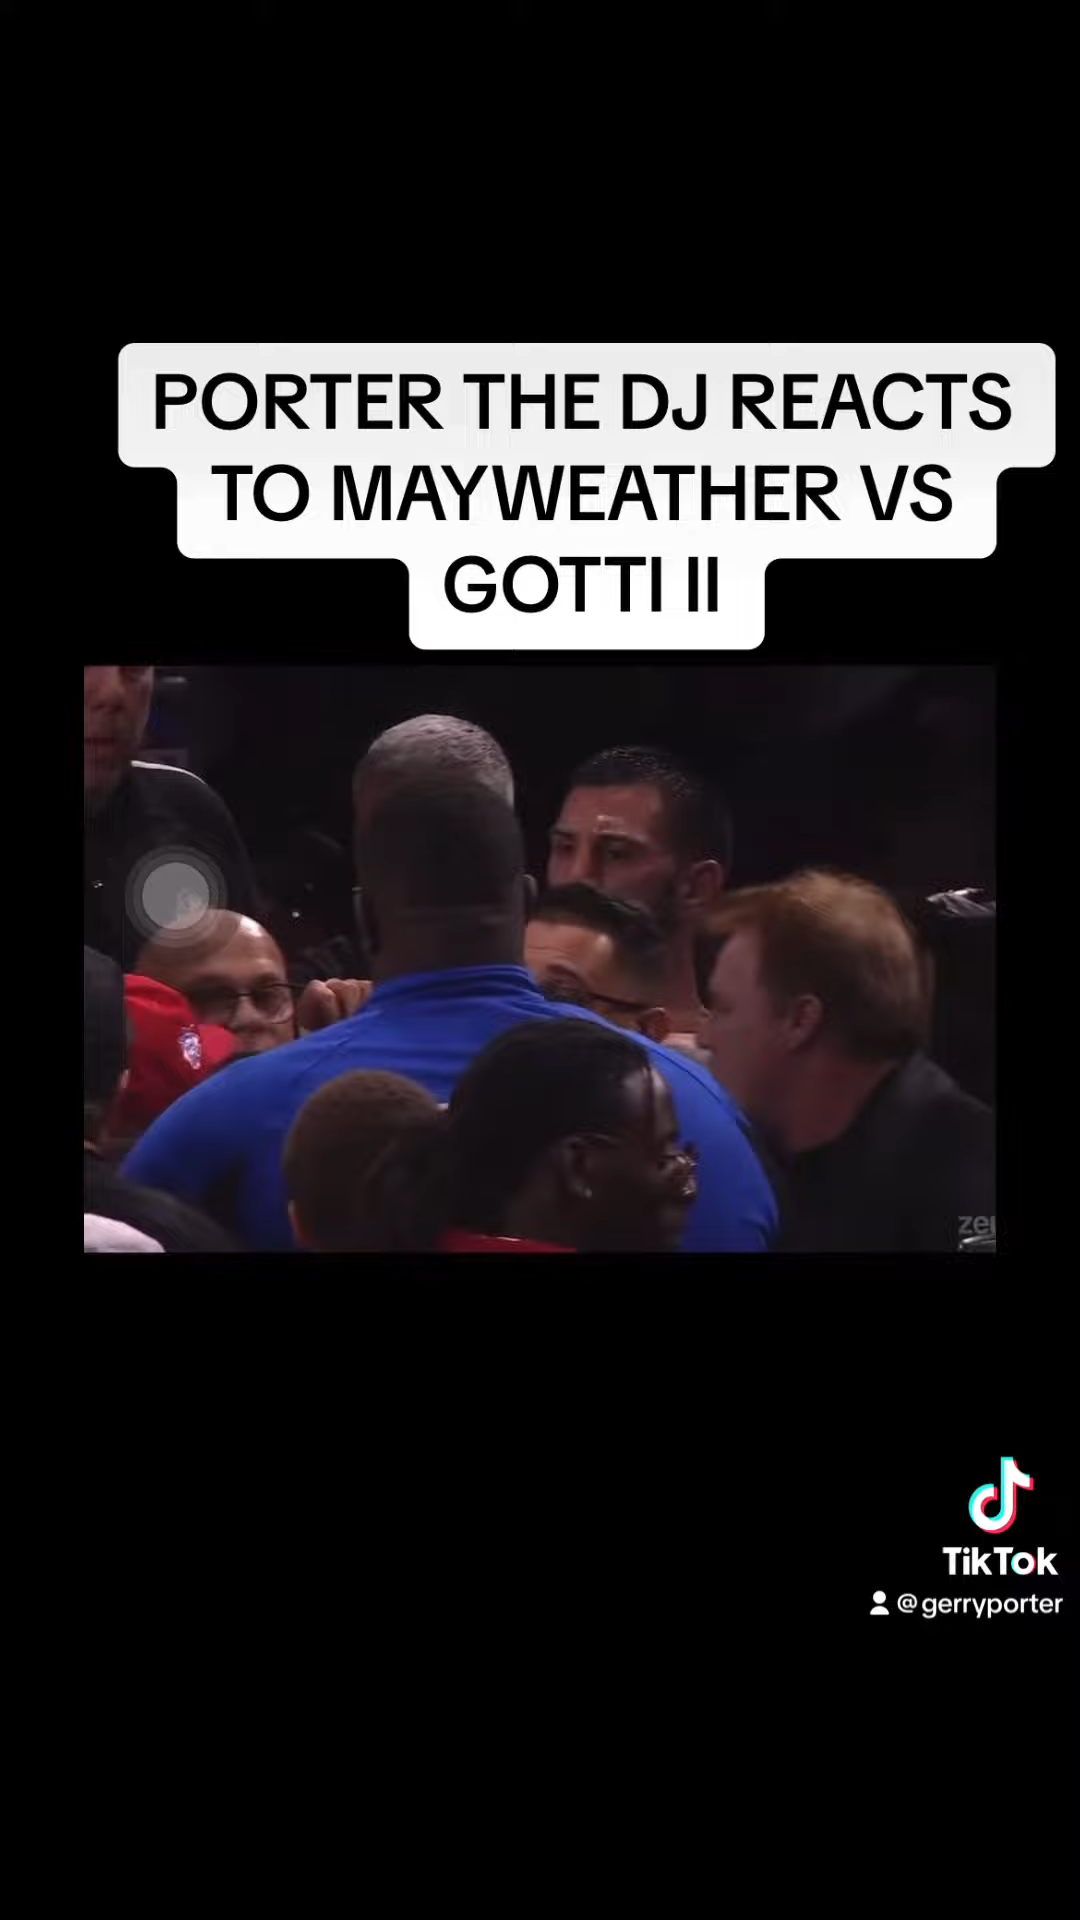 PORTER THE DJ REACTS
TO MAYWEATHER VS
GOTTI II
TikTok
@gerryporter